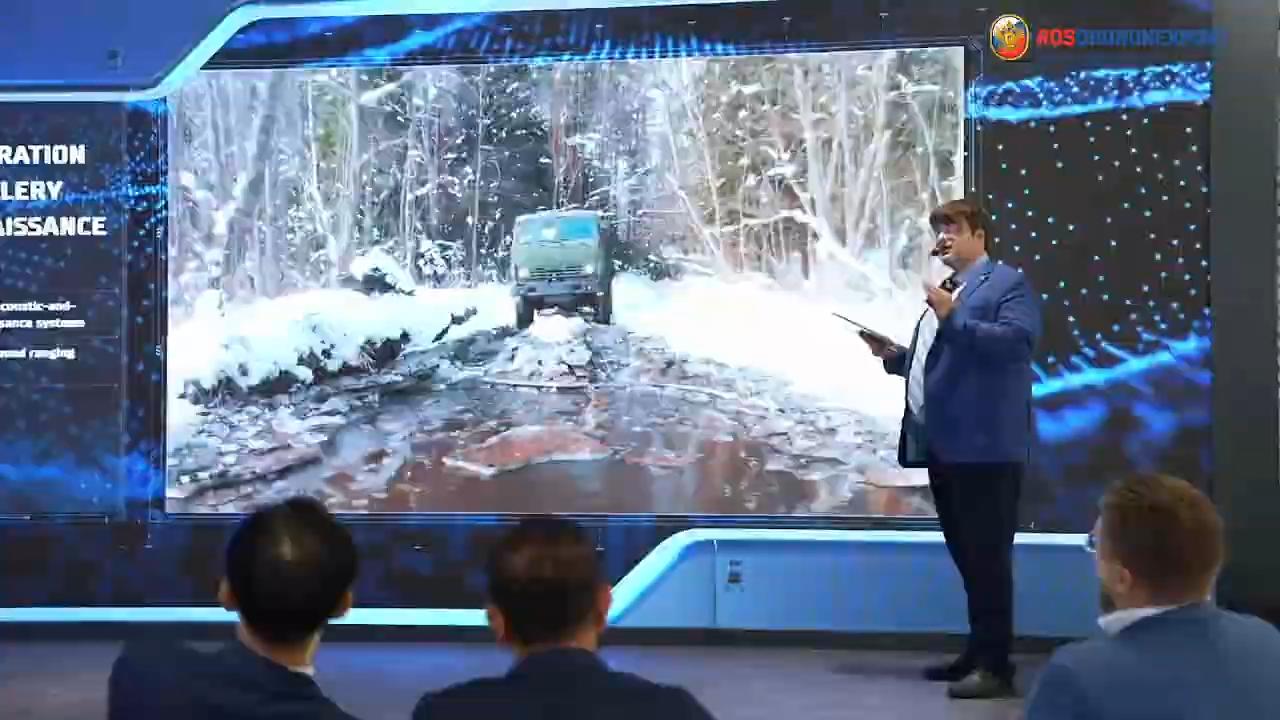 ROSOBORONEXPORT
RATION
LERY
AISSANCE
coustic-and-
sance systems
ound ranging